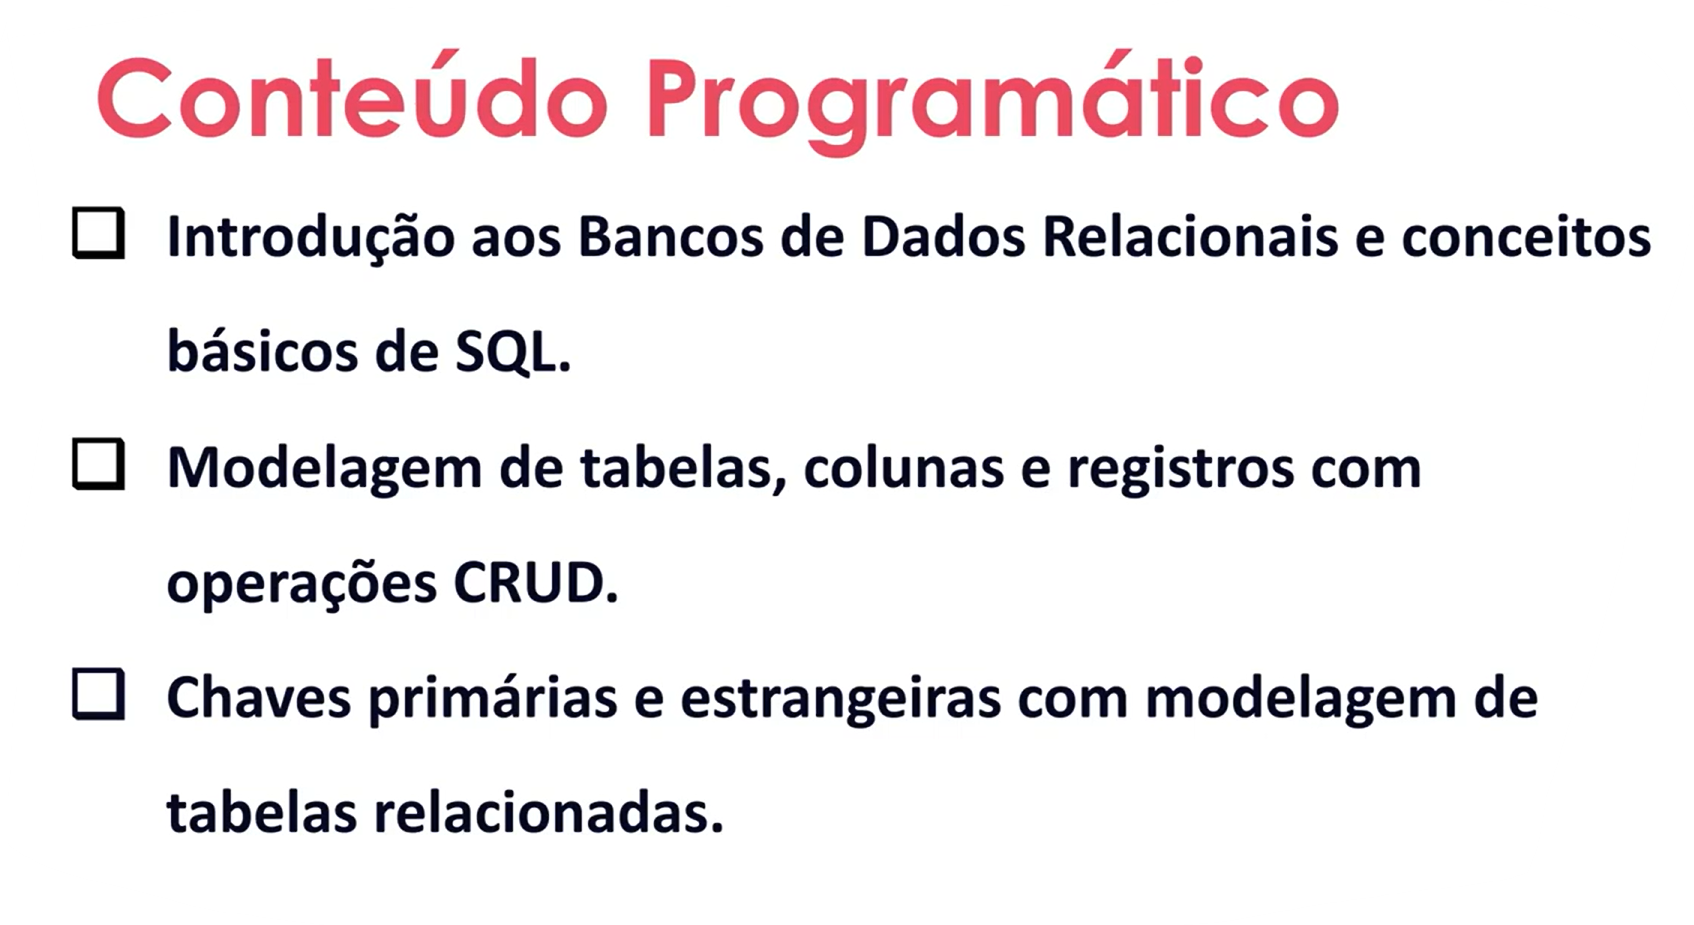 Conteúdo Programático
Introdução aos Bancos de Dados Relacionais e conceitos
básicos de SQL.
Modelagem de tabelas, colunas e registros com
operações CRUD.
Chaves primárias e estrangeiras com modelagem de
tabelas relacionadas.